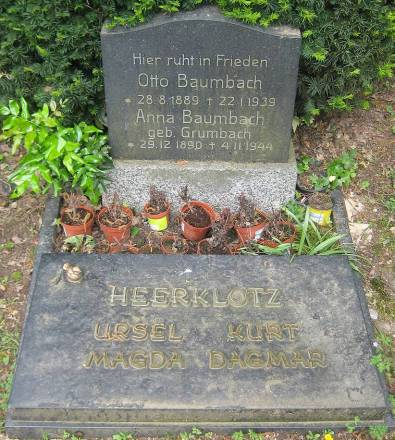 Hier ruht in Frieden
Otto Baumbach
* 28.8.1889 † 22.1.1939
Anna Baumbach
geb. Grumbach
* 29.12.1890 † 4.11.1944
HEERKLOTZ
URSEL KURT
MAGDA DAGMAR